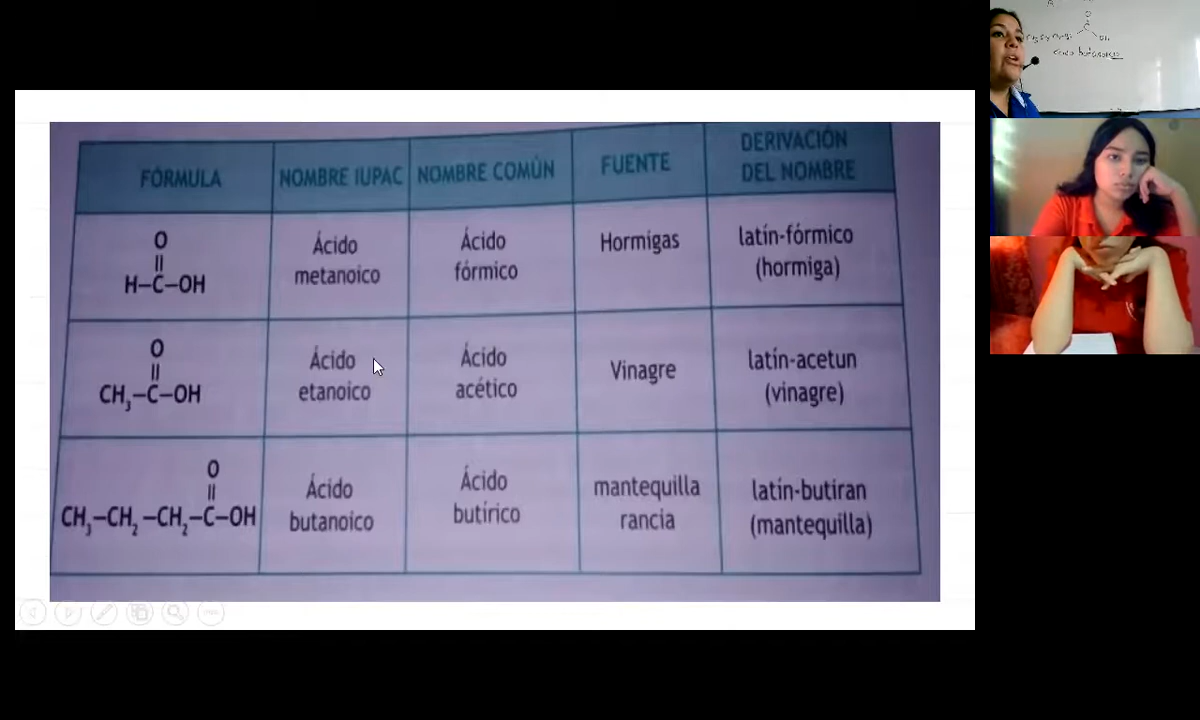 FÓRMULA
NOMBRE IUPAC
NOMBRE COMÚN
FUENTE
DERIVACIÓN
DEL NOMBRE
O
||
H–C–OH
Ácido
metanoico
Ácido
fórmico
Hormigas
latín-fórmico
(hormiga)
O
||
CH₃–C–OH
Ácido
etanoico
Ácido
acético
Vinagre
latín-acetun
(vinagre)
O
||
CH₃–CH₂–CH₂–C–OH
Ácido
butanoico
Ácido
butírico
mantequilla
rancia
latín-butiran
(mantequilla)
O
C
OH
butanoico